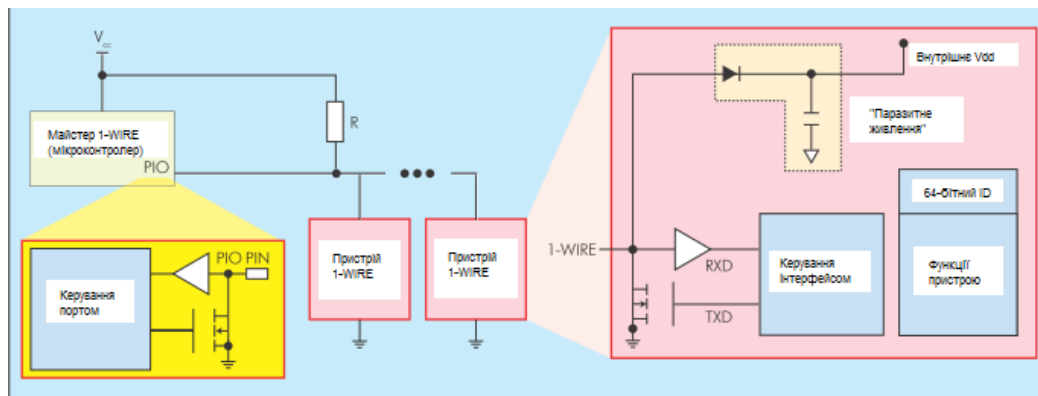 Vcc
Майстер 1-WIRE
(мікроконтролер)
PIO
R
Пристрій
1-WIRE
Пристрій
1-WIRE
Керування
портом
PIO PIN
Внутрішнє Vdd
"Паразитне
живлення"
1-WIRE
RXD
TXD
Керування
Інтерфейсом
64-бітний ID
Функції
пристрою